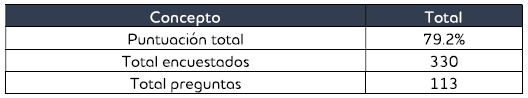 Concepto Total
Puntuación total 79.2%
Total encuestados 330
Total preguntas 113